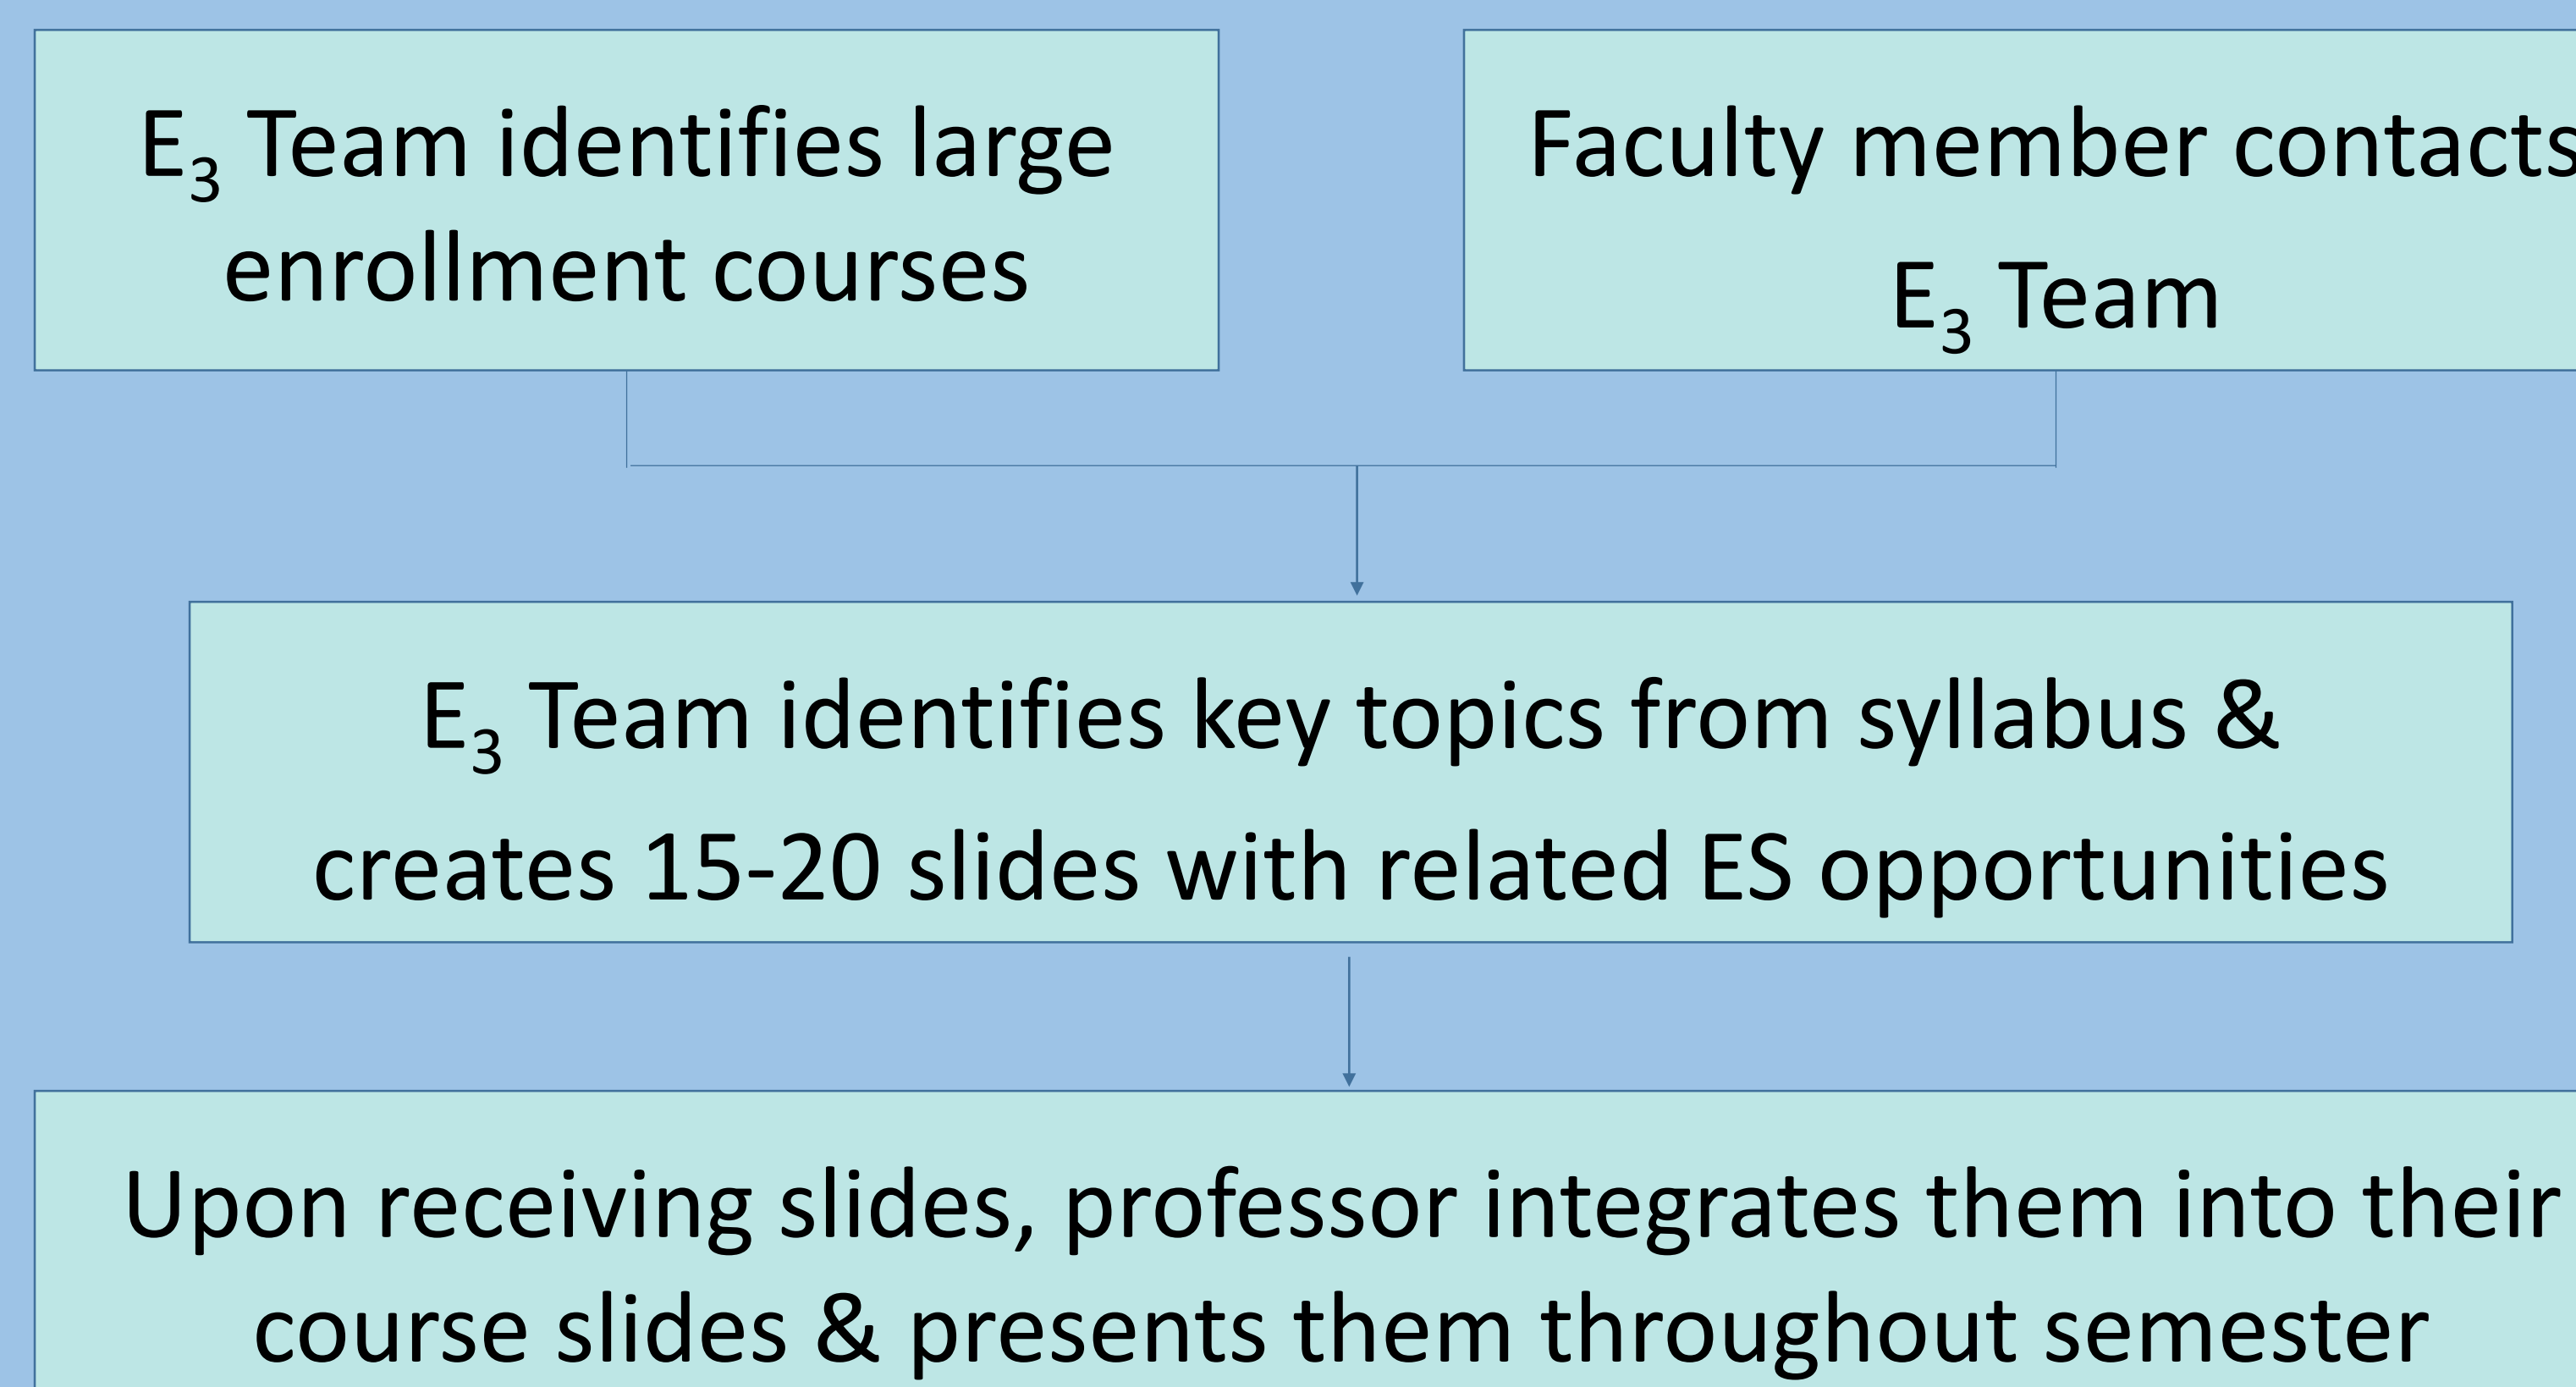 E₃ Team identifies large
enrollment courses
Faculty member contacts
E₃ Team
E₃ Team identifies key topics from syllabus &
creates 15-20 slides with related ES opportunities
Upon receiving slides, professor integrates them into their
course slides & presents them throughout semester